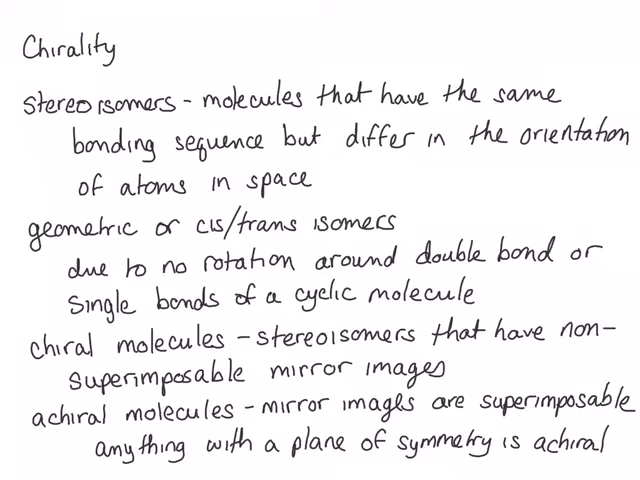 Chirality
stereoisomers - molecules that have the same
bonding sequence but differ in the orientation
of atoms in space
geometric or cis/trans isomers
due to no rotation around double bond or
single bonds of a cyclic molecule
chiral molecules - stereoisomers that have non-
superimposable mirror images
achiral molecules - mirror images are superimposable
anything with a plane of symmetry is achiral